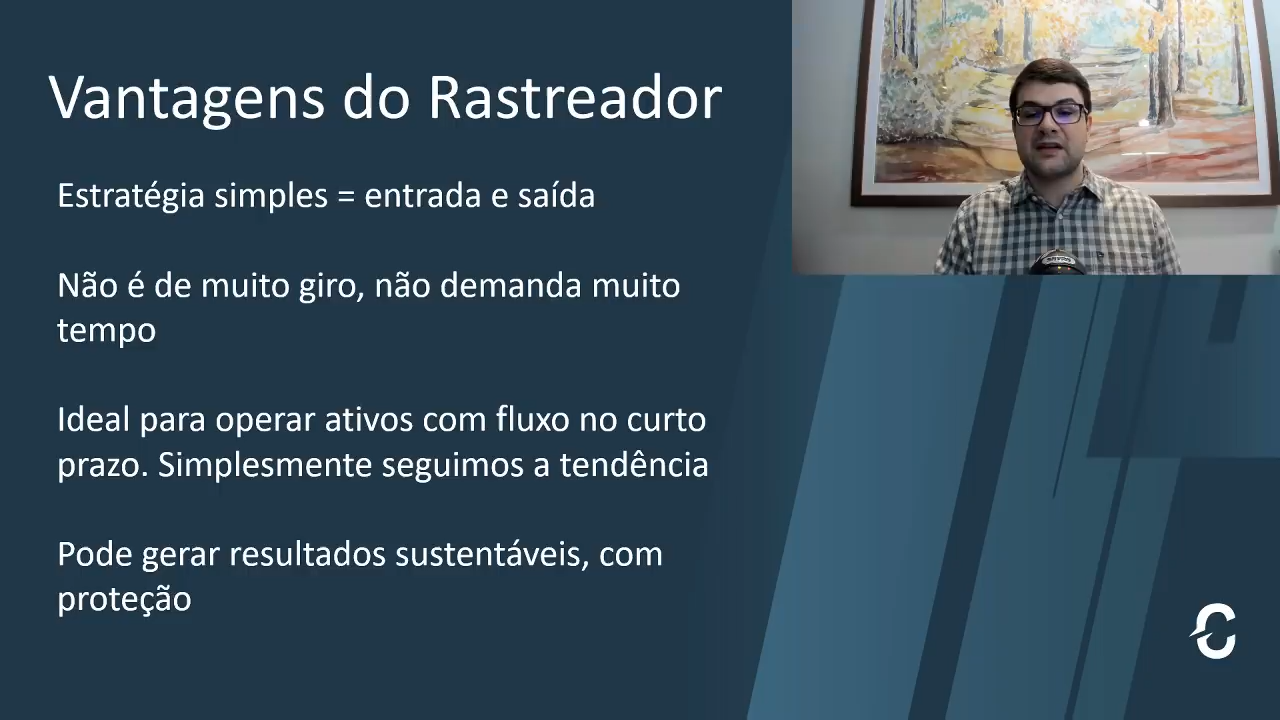 Vantagens do Rastreador
Estratégia simples = entrada e saída
Não é de muito giro, não demanda muito
tempo
Ideal para operar ativos com fluxo no curto
prazo. Simplesmente seguimos a tendência
Pode gerar resultados sustentáveis, com
proteção